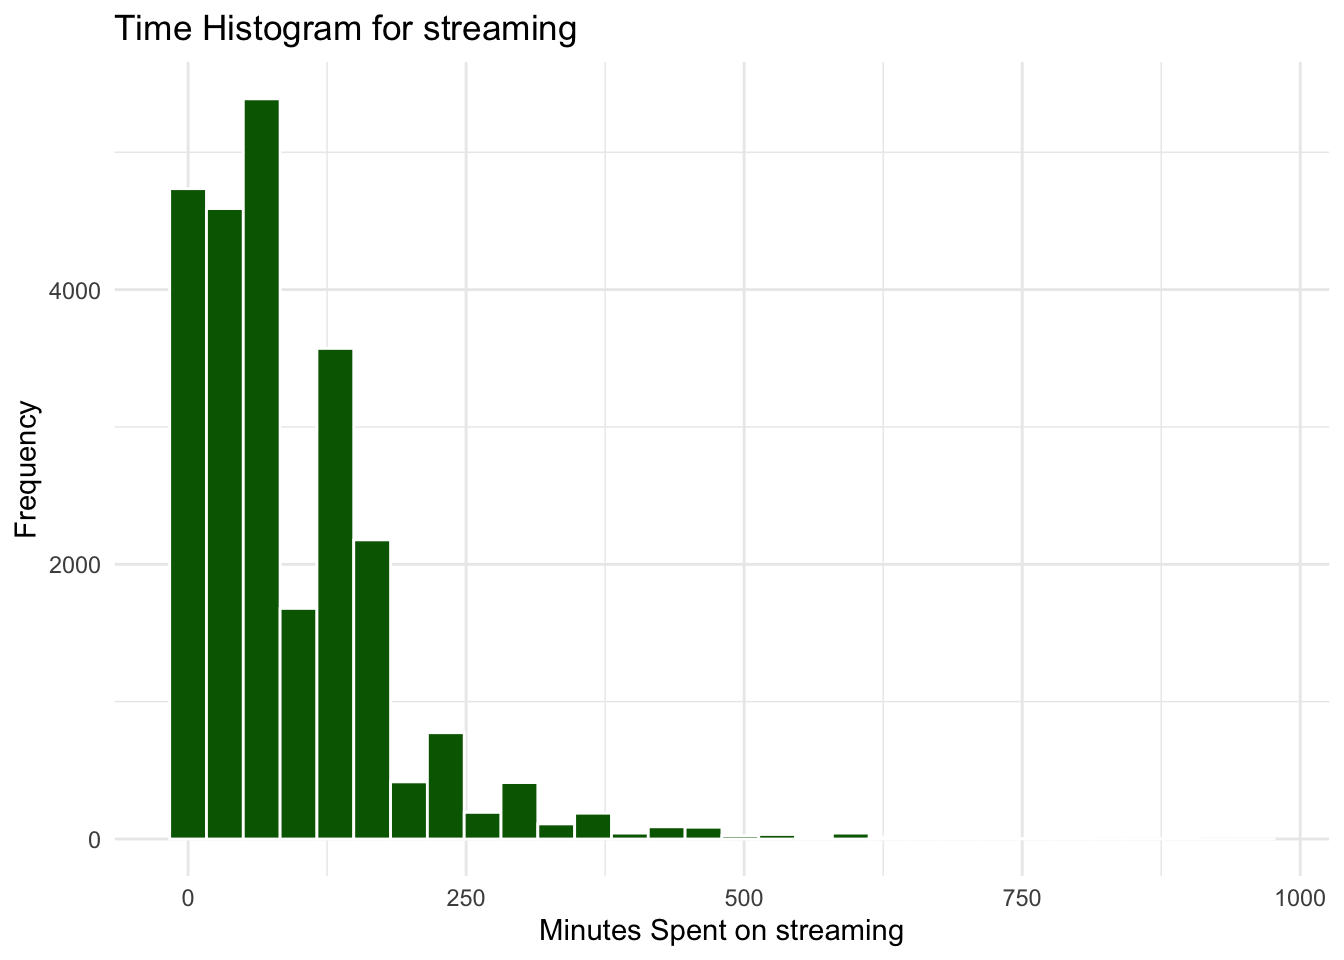 Time Histogram for streaming
Frequency
4000
2000
0
0 250 500 750 1000
Minutes Spent on streaming